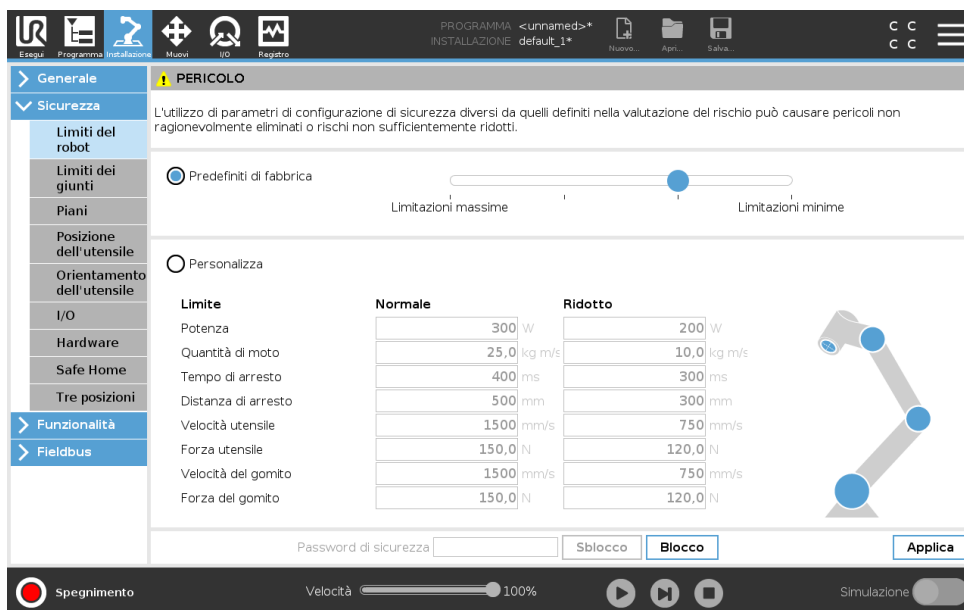 UR
PROGRAMMA <unnamed>*
INSTALLAZIONE default_1*
Esegui Programma Installazione Muovi I/O Registro
Nuovo... Apri... Salva...
C C
C C
Generale
Sicurezza
Limiti del
robot
Limiti dei
giunti
Piani
Posizione
dell'utensile
Orientamento
dell'utensile
I/O
Hardware
Safe Home
Tre posizioni
Funzionalità
Fieldbus
PERICOLO
L'utilizzo di parametri di configurazione di sicurezza diversi da quelli definiti nella valutazione del rischio può causare pericoli non
ragionevolmente eliminati o rischi non sufficientemente ridotti.
Predefiniti di fabbrica
Limitazioni massime Limitazioni minime
Personalizza
Limite Normale Ridotto
Potenza 300 W 200 W
Quantità di moto 25,0 kg m/s 10,0 kg m/s
Tempo di arresto 400 ms 300 ms
Distanza di arresto 500 mm 300 mm
Velocità utensile 1500 mm/s 750 mm/s
Forza utensile 150,0 N 120,0 N
Velocità del gomito 1500 mm/s 750 mm/s
Forza del gomito 150,0 N 120,0 N
Password di sicurezza Sblocco Blocco Applica
Spegnimento Velocità 100% Simulazione